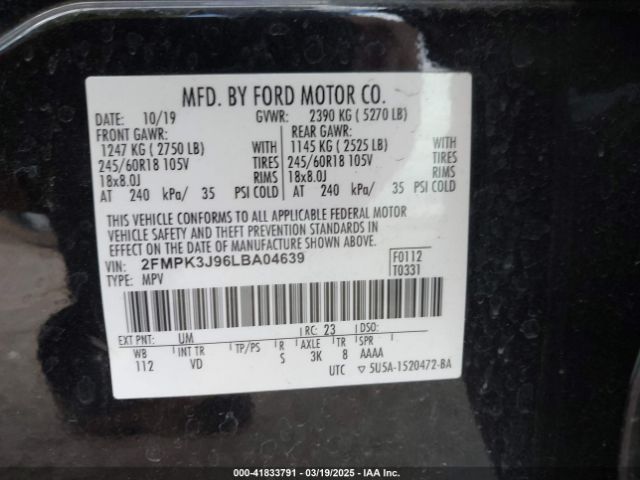 MFD. BY FORD MOTOR CO.
DATE: 10/19 GVWR: 2390 KG ( 5270 LB)
FRONT GAWR: REAR GAWR:
1247 KG ( 2750 LB) WITH 1145 KG ( 2525 LB) WITH
245/60R18 105V TIRES 245/60R18 105V TIRES
18x8.0J RIMS 18x8.0J RIMS
AT 240 kPa/ 35 PSI COLD AT 240 kPa/ 35 PSI COLD
THIS VEHICLE CONFORMS TO ALL APPLICABLE FEDERAL MOTOR
VEHICLE SAFETY AND THEFT PREVENTION STANDARDS IN
EFFECT ON THE DATE OF MANUFACTURE SHOWN ABOVE.
VIN: 2FMPK3J96LBA04639 F0112
TYPE: MPV T0331
EXT PNT: UM RC: 23 DSO:
WB INT TR TP/PS R AXLE TR SPR
112 VD S 3K 8 AAAA
UTC ▽ 5U5A-1520472-BA
000-41833791 — 03/19/2025 — IAA Inc.